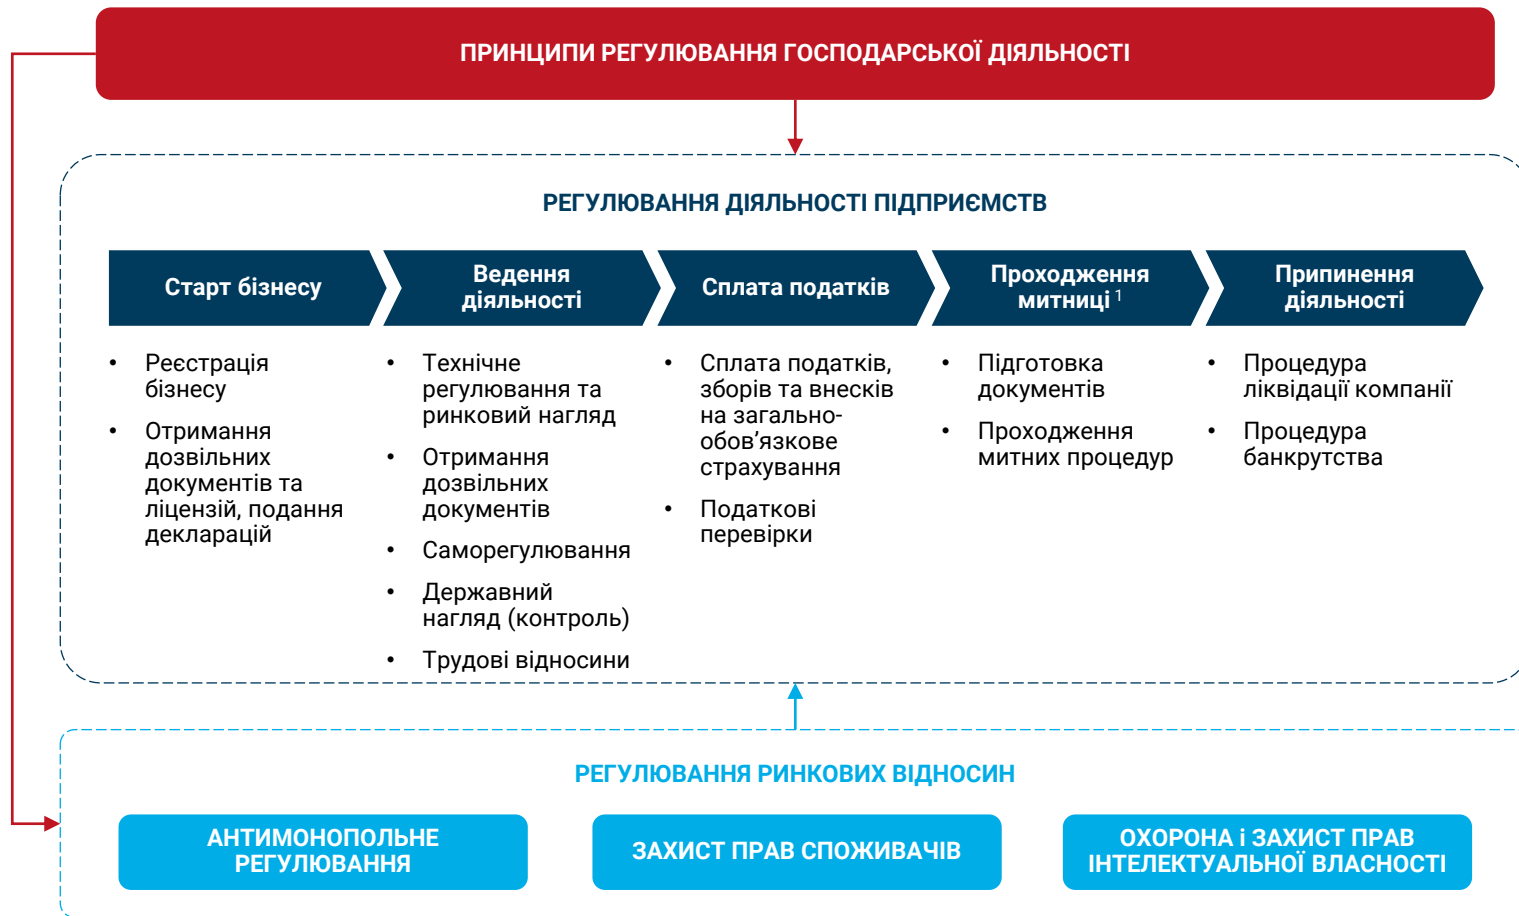 ПРИНЦИПИ РЕГУЛЮВАННЯ ГОСПОДАРСЬКОЇ ДІЯЛЬНОСТІ
РЕГУЛЮВАННЯ ДІЯЛЬНОСТІ ПІДПРИЄМСТВ
Старт бізнесу
• Реєстрація
бізнесу
• Отримання
дозвільних
документів та
ліцензій, подання
декларацій
Ведення
діяльності
• Технічне
регулювання та
ринковий нагляд
• Отримання
дозвільних
документів
• Саморегулювання
• Державний
нагляд (контроль)
• Трудові відносини
Сплата податків
• Сплата податків,
зборів та внесків
на загально-
обов’язкове
страхування
• Податкові
перевірки
Проходження
митниці 1
• Підготовка
документів
• Проходження
митних процедур
Припинення
діяльності
• Процедура
ліквідації компанії
• Процедура
банкрутства
РЕГУЛЮВАННЯ РИНКОВИХ ВІДНОСИН
АНТИМОНОПОЛЬНЕ
РЕГУЛЮВАННЯ
ЗАХИСТ ПРАВ СПОЖИВАЧІВ
ОХОРОНА і ЗАХИСТ ПРАВ
ІНТЕЛЕКТУАЛЬНОЇ ВЛАСНОСТІ